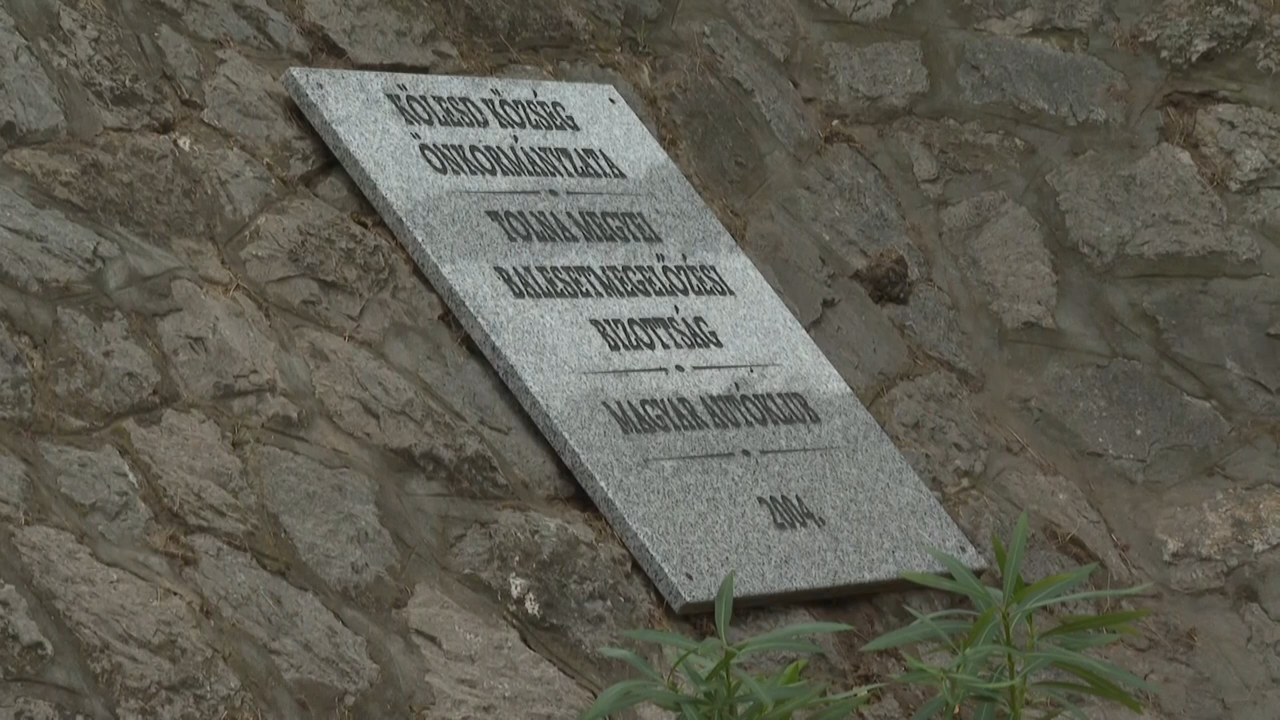 KÖLESD KÖZSÉG
ÖNKORMÁNYZATA
TOLNA MEGYEI
BALESETMEGELŐZÉSI
BIZOTTSÁG
MAGYAR AUTÓKLUB
2004.